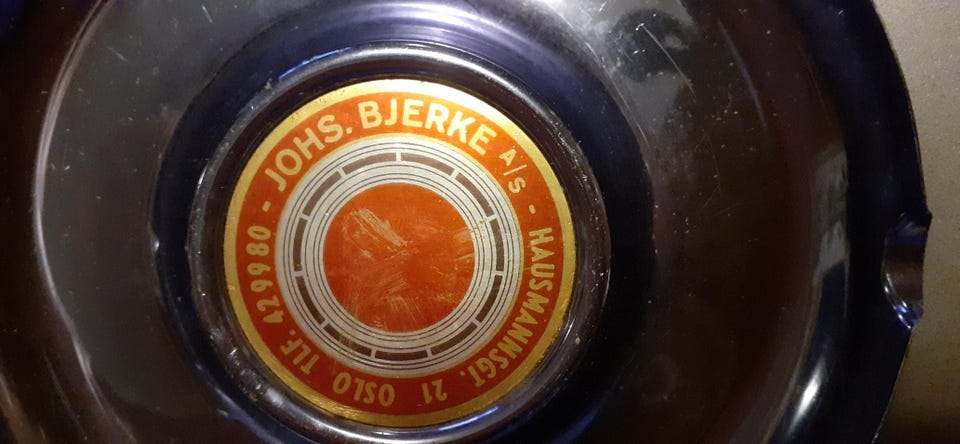 JOHS. BJERKE A/S - HAUSMANNSGT. 21 OSLO TLF. 429980 -